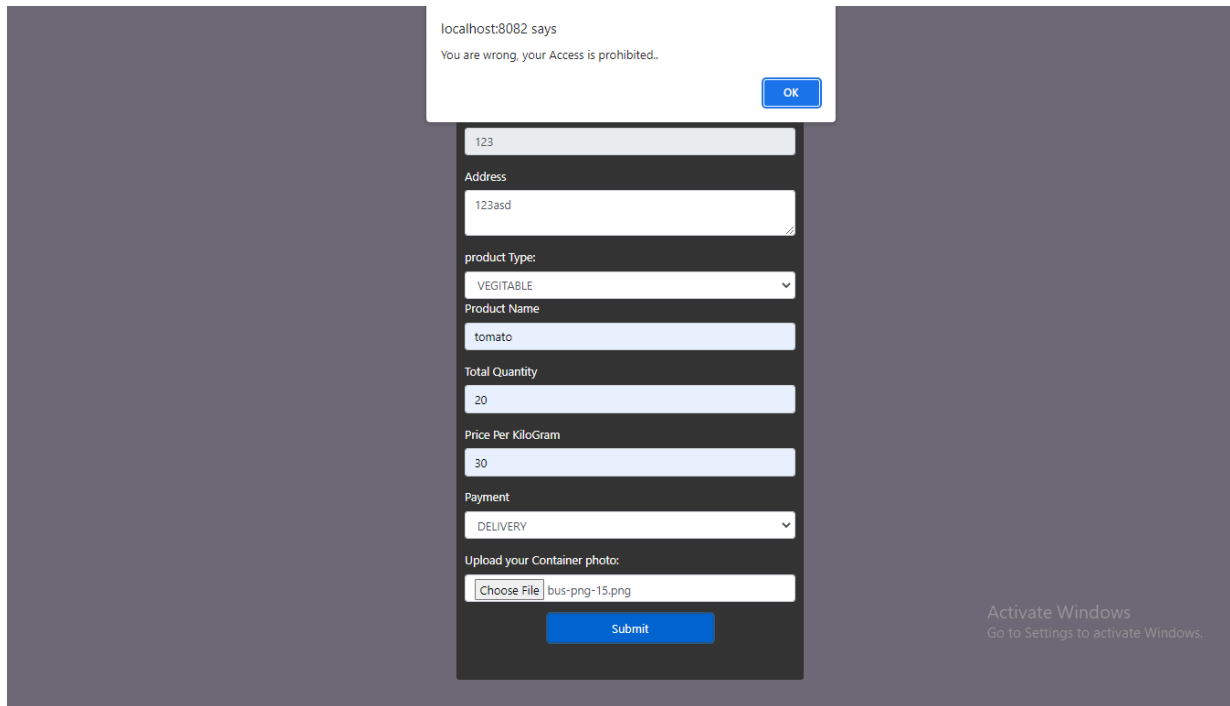 localhost:8082 says
You are wrong, your Access is prohibited..
OK
123
Address
123asd
product Type:
VEGITABLE
Product Name
tomato
Total Quantity
20
Price Per KiloGram
30
Payment
DELIVERY
Upload your Container photo:
Choose File bus-png-15.png
Submit
Activate Windows
Go to Settings to activate Windows.